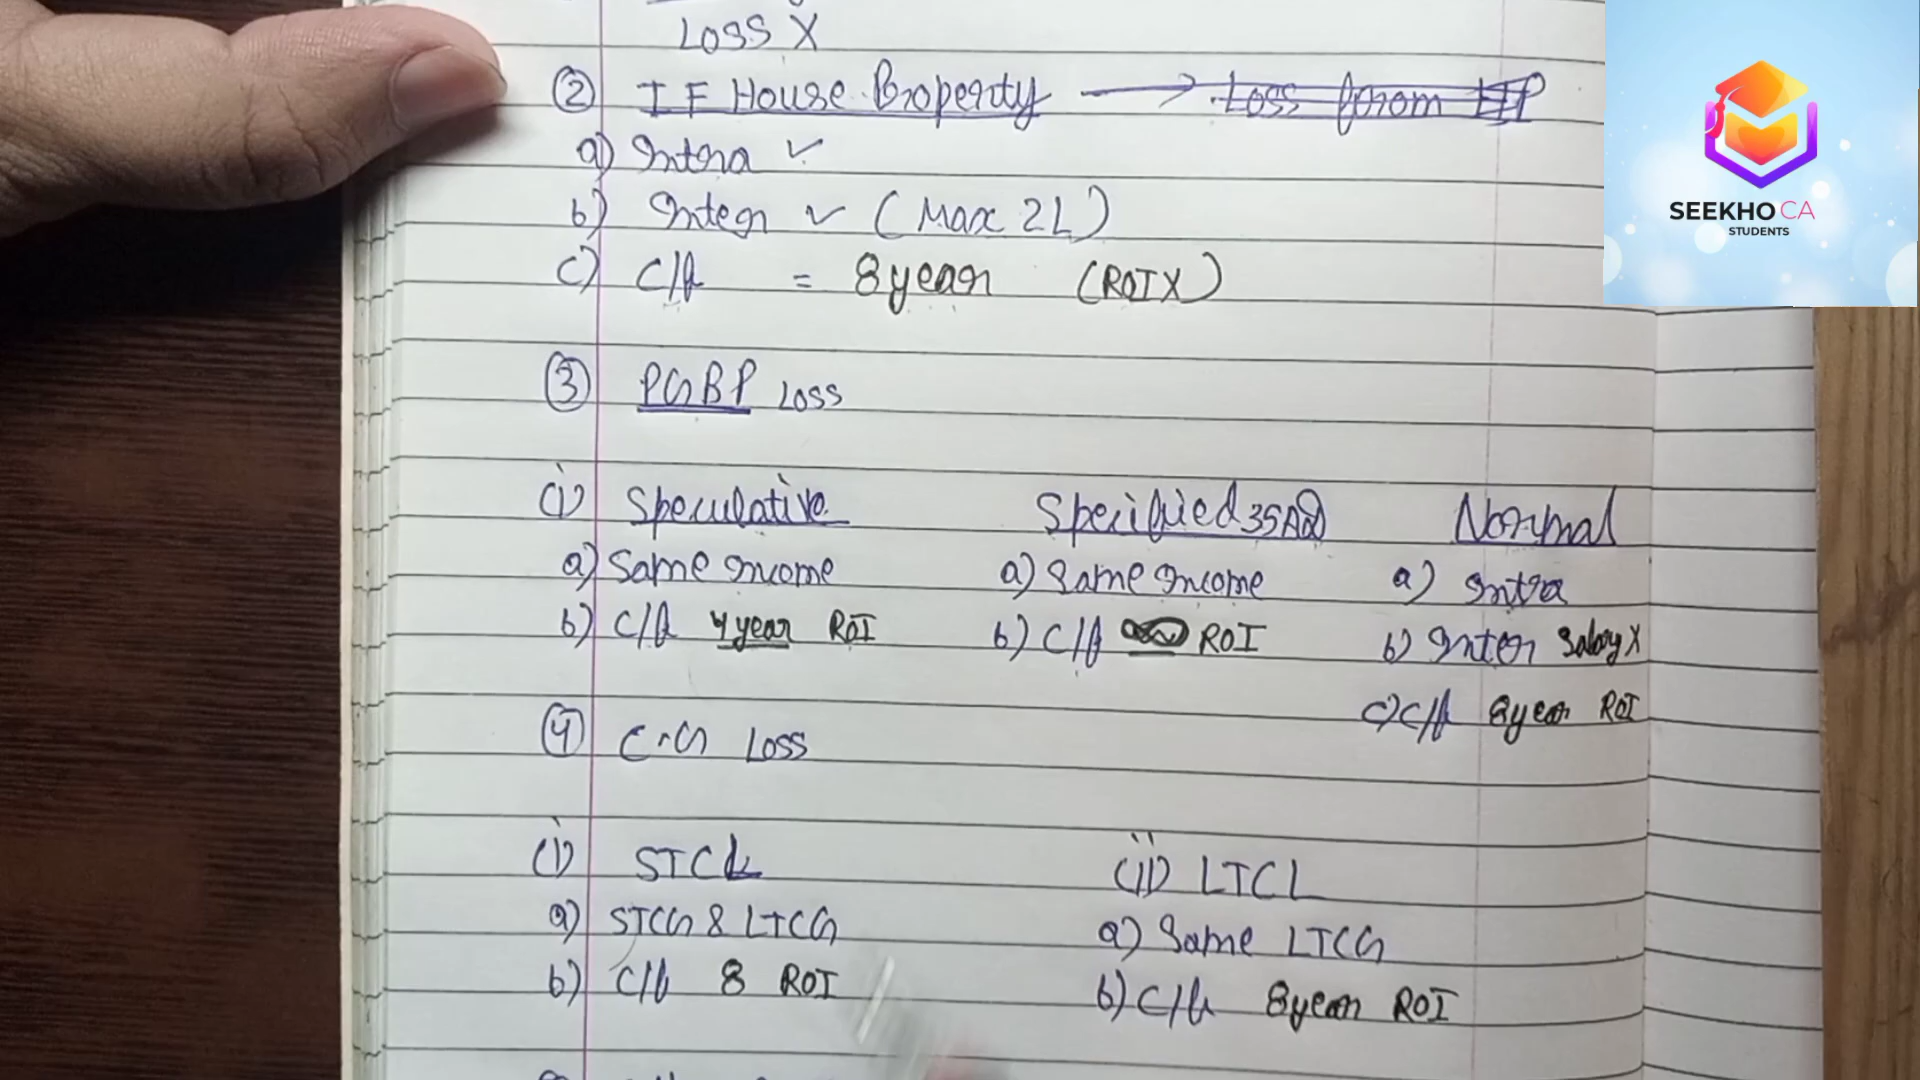 Loss X
② I F House Property → Loss from HP
a) Intra ✓
b) Inter ✓ (Max 2L)
c) C/f = 8 year (ROI X)
③ PGBP Loss
(i) Speculative Specified 35AD Normal
a) Same Income a) Same Income a) Intra
b) C/f 4 year ROI b) C/f ROI b) Inter Salary X
c) C/f 8 year ROI
④ C.G Loss
(i) STCL (ii) LTCL
a) STCG & LTCG a) Same LTCG
b) C/f 8 ROI b) C/f 8 year ROI
SEEKHO CA
STUDENTS